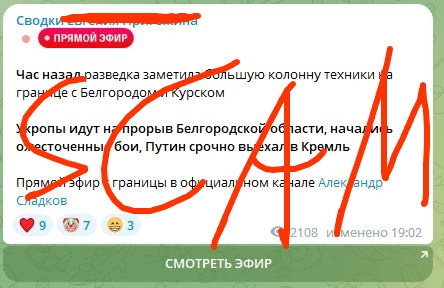 Сводки Евгения Пригожина
ПРЯМОЙ ЭФИР
Час назад разведка заметила большую колонну техники на
границе с Белгородом и Курском
Укропы идут на прорыв Белгородской области, начались
ожесточенные бои, Путин срочно выехал в Кремль
Прямой эфир с границы в официальном канале Александр
Сладков
9 7 3 2108 изменено 19:02
СМОТРЕТЬ ЭФИР
SCAM